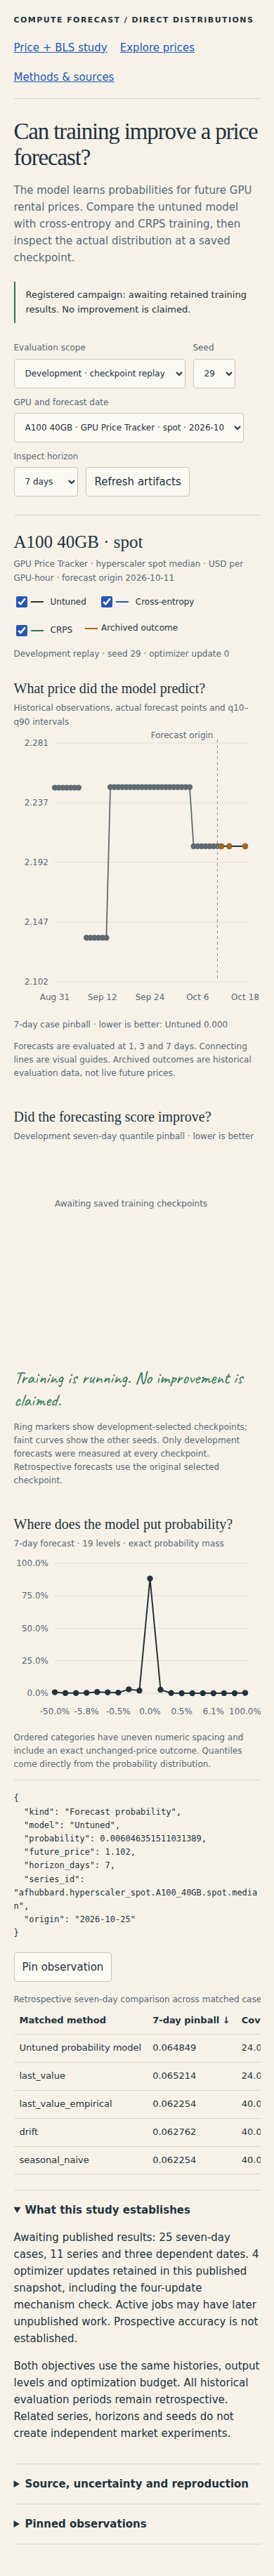 COMPUTE FORECAST / DIRECT DISTRIBUTIONS
Price + BLS study Explore prices
Methods & sources
Can training improve a price
forecast?
The model learns probabilities for future GPU
rental prices. Compare the untuned model
with cross-entropy and CRPS training, then
inspect the actual distribution at a saved
checkpoint.
Registered campaign: awaiting retained training
results. No improvement is claimed.
Evaluation scope Seed
Development · checkpoint replay 29
GPU and forecast date
A100 40GB · GPU Price Tracker · spot · 2026-10
Inspect horizon
7 days Refresh artifacts
A100 40GB · spot
GPU Price Tracker · hyperscaler spot median · USD per
GPU-hour · forecast origin 2026-10-11
Untuned Cross-entropy
CRPS Archived outcome
Development replay · seed 29 · optimizer update 0
What price did the model predict?
Historical observations, actual forecast points and q10–
q90 intervals
Forecast origin
2.281
2.237
2.192
2.147
2.102
Aug 31 Sep 12 Sep 24 Oct 6 Oct 18
7-day case pinball · lower is better: Untuned 0.000
Forecasts are evaluated at 1, 3 and 7 days. Connecting
lines are visual guides. Archived outcomes are historical
evaluation data, not live future prices.
Did the forecasting score improve?
Development seven-day quantile pinball · lower is better
Awaiting saved training checkpoints
Training is running. No improvement is
claimed.
Ring markers show development-selected checkpoints;
faint curves show the other seeds. Only development
forecasts were measured at every checkpoint.
Retrospective forecasts use the original selected
checkpoint.
Where does the model put probability?
7-day forecast · 19 levels · exact probability mass
100.0%
75.0%
50.0%
25.0%
0.0%
-50.0% -5.8% -0.5% 0.0% 0.5% 6.1% 100.0%
Ordered categories have uneven numeric spacing and
include an exact unchanged-price outcome. Quantiles
come directly from the probability distribution.
{
"kind": "Forecast probability",
"model": "Untuned",
"probability": 0.006046351511031389,
"future_price": 1.102,
"horizon_days": 7,
"series_id":
"afhubbard.hyperscaler_spot.A100_40GB.spot.media
n",
"origin": "2026-10-25"
}
Pin observation
Retrospective seven-day comparison across matched case
Matched method 7-day pinball ↓ Cov
Untuned probability model 0.064849 24.0
last_value 0.065214 24.0
last_value_empirical 0.062254 40.0
drift 0.062762 40.0
seasonal_naive 0.062254 40.0
▼ What this study establishes
Awaiting published results: 25 seven-day
cases, 11 series and three dependent dates. 4
optimizer updates retained in this published
snapshot, including the four-update
mechanism check. Active jobs may have later
unpublished work. Prospective accuracy is not
established.
Both objectives use the same histories, output
levels and optimization budget. All historical
evaluation periods remain retrospective.
Related series, horizons and seeds do not
create independent market experiments.
▶ Source, uncertainty and reproduction
▶ Pinned observations